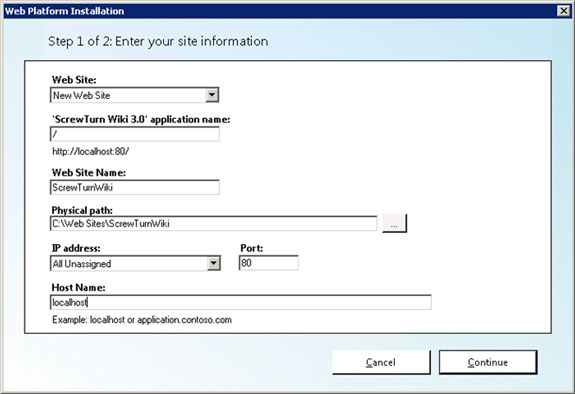 Web Platform Installation
Step 1 of 2: Enter your site information
Web Site:
New Web Site
'ScrewTurn Wiki 3.0' application name:
/
http://localhost:80/
Web Site Name:
ScrewTurnWiki
Physical path:
C:\Web Sites\ScrewTurnWiki
...
IP address: Port:
All Unassigned 80
Host Name:
localhost
Example: localhost or application.contoso.com
Cancel Continue